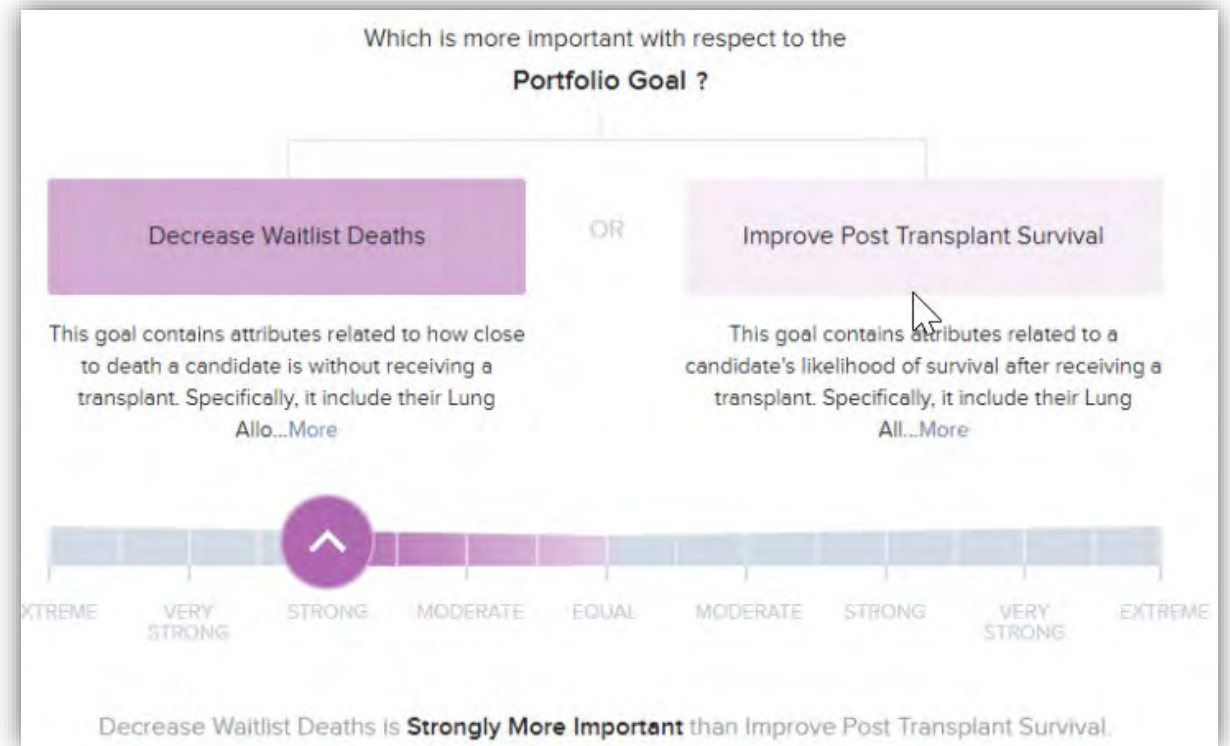 Which is more important with respect to the
Portfolio Goal ?
Decrease Waitlist Deaths
OR
Improve Post Transplant Survival
This goal contains attributes related to how close
to death a candidate is without receiving a
transplant. Specifically, it include their Lung
Allo...More
This goal contains attributes related to a
candidate's likelihood of survival after receiving a
transplant. Specifically, it include their Lung
All...More
XTREME VERY STRONG STRONG MODERATE EQUAL MODERATE STRONG VERY STRONG EXTREME
Decrease Waitlist Deaths is Strongly More Important than Improve Post Transplant Survival.